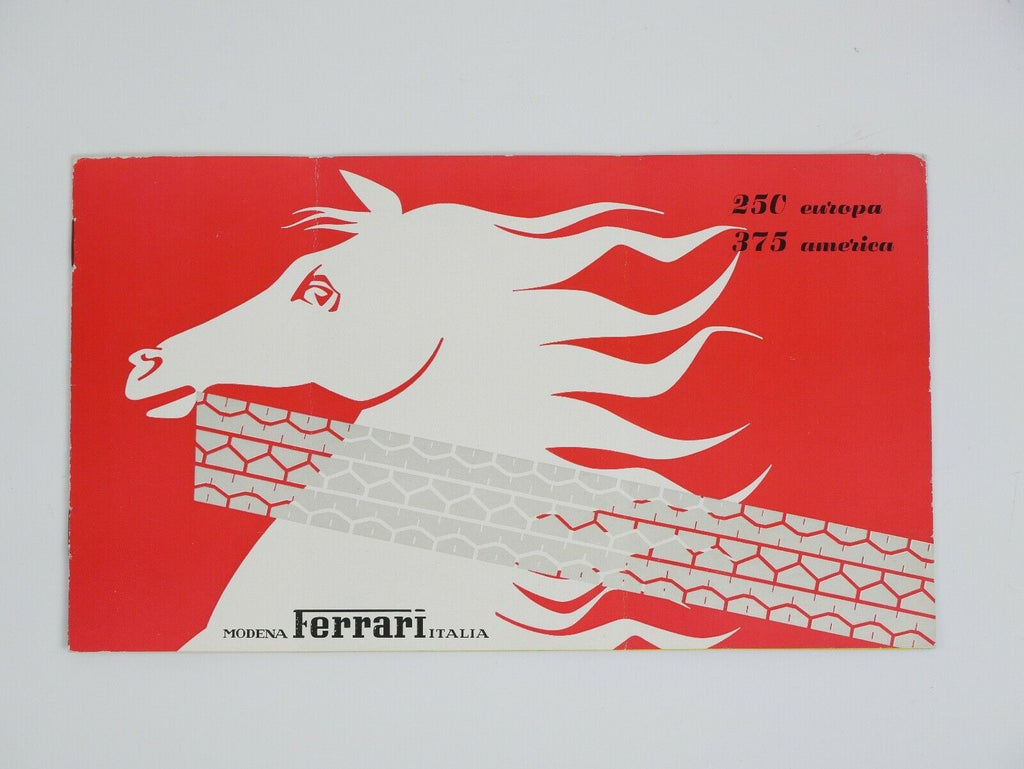 250 europa
375 america
MODENA Ferrari ITALIA